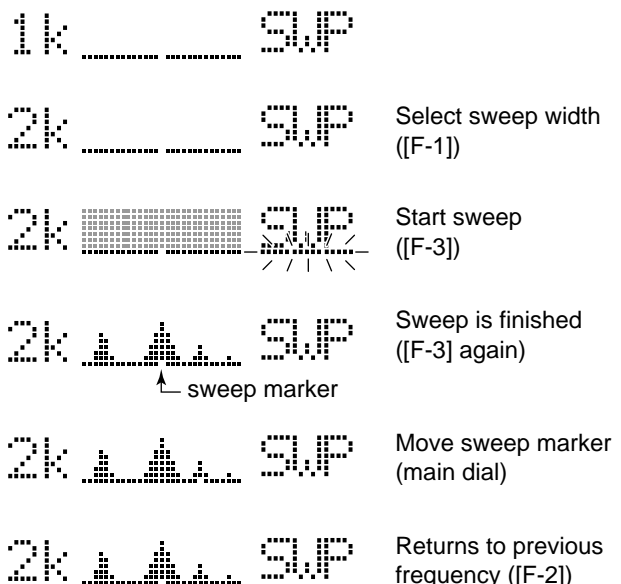 1k SWP
2k SWP Select sweep width
([F-1])
2k SWP Start sweep
([F-3])
2k SWP Sweep is finished
([F-3] again)
sweep marker
2k SWP Move sweep marker
(main dial)
2k SWP Returns to previous
frequency ([F-2])